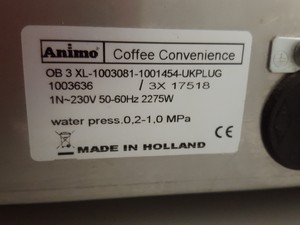 Animo Coffee Convenience
OB 3 XL-1003081-1001454-UKPLUG
1003636 / 3X 17518
1N~230V 50-60Hz 2275W
water press.0,2-1,0 MPa
MADE IN HOLLAND